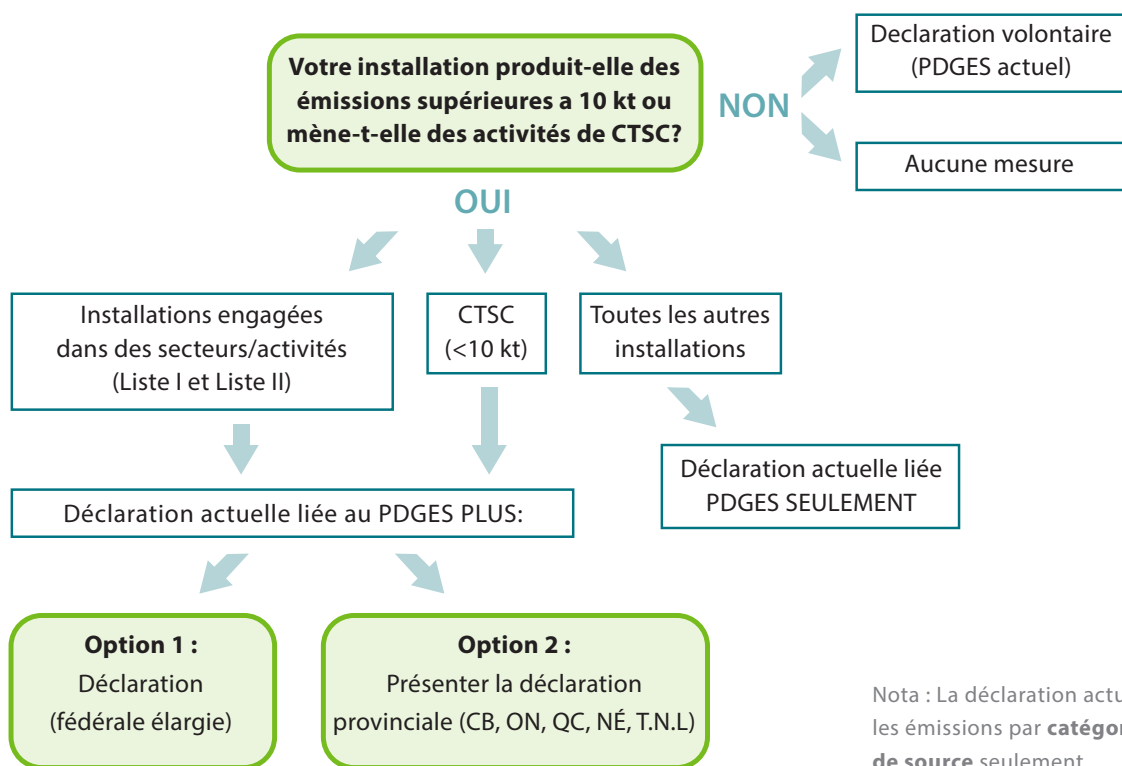 Votre installation produit-elle des
émissions supérieures a 10 kt ou
mène-t-elle des activités de CTSC?
NON
Declaration volontaire
(PDGES actuel)
Aucune mesure
OUI
Installations engagées
dans des secteurs/activités
(Liste I et Liste II)
CTSC
(<10 kt)
Toutes les autres
installations
Déclaration actuelle liée au PDGES PLUS:
Déclaration actuelle liée
PDGES SEULEMENT
Option 1 :
Déclaration
(fédérale élargie)
Option 2 :
Présenter la déclaration
provinciale (CB, ON, QC, NÉ, T.N.L)
Nota : La déclaration
les émissions par
de source seulement